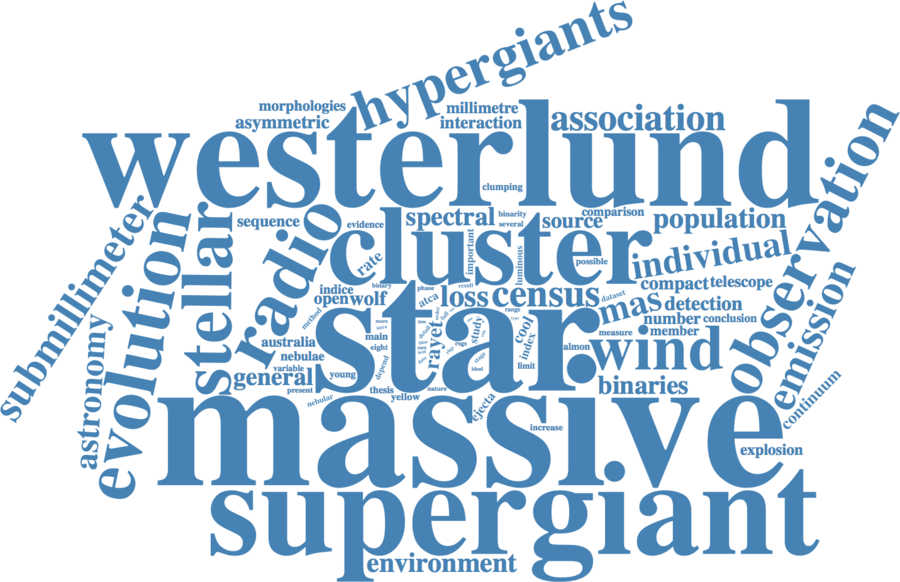 hypergiants
morphologies
millimetre
asymmetric
interaction
association
westerlund
clumping
observation
submillimeter
sequence
evidence
spectral
binarity
several
source
comparison
population
evolution
stellar
radio
cluster
important
luminous
possible
individual
rate
indice
binary
phase
result
compact
telescope
open
wolf
atca
loss
census
dataset
mas
detection
emission
method
range
number
conclusion
member
measure
astronomy
australia
main
eight
rayet
study
cool
index
star
almon
wind
nebulae
variable
young
depend
rsgs
stage
limit
general
present
thesis
nature
binaries
yellow
nebular
ejecta
continuum
massive
increase
explosion
supergiant
environment